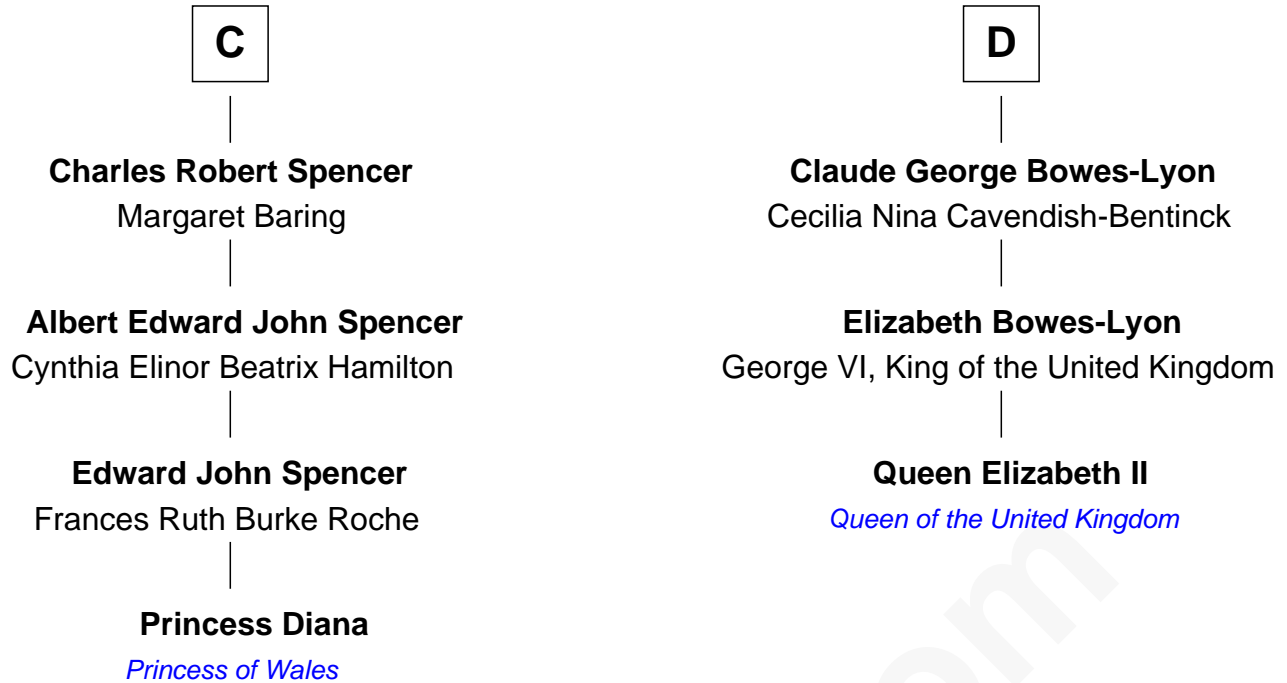 C
Charles Robert Spencer
Margaret Baring
Albert Edward John Spencer
Cynthia Elinor Beatrix Hamilton
Edward John Spencer
Frances Ruth Burke Roche
Princess Diana
Princess of Wales
D
Claude George Bowes-Lyon
Cecilia Nina Cavendish-Bentinck
Elizabeth Bowes-Lyon
George VI, King of the United Kingdom
Queen Elizabeth II
Queen of the United Kingdom
om